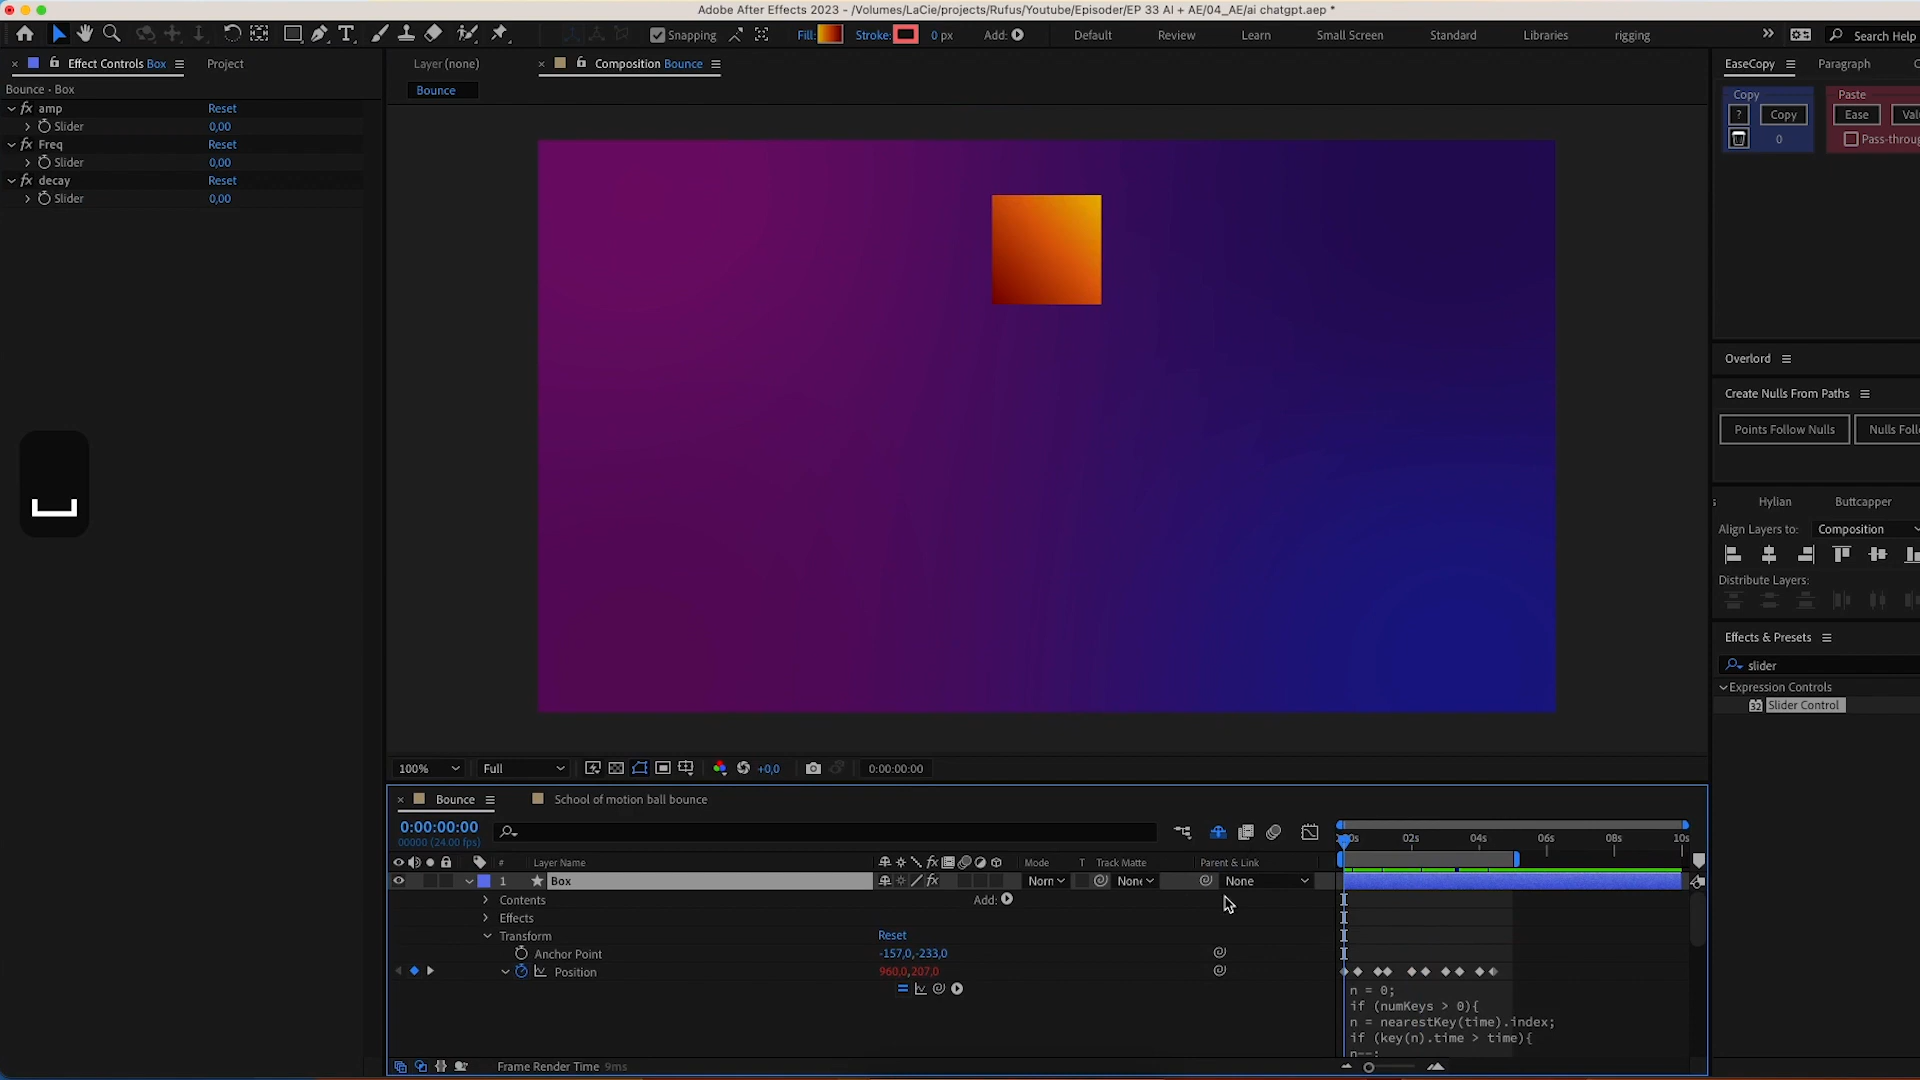 Adobe After Effects 2023 - /Volumes/LaCie/projects/Rufus/Youtube/Episoder/EP 33 AI + AE/04_AE/ai chatgpt.aep *
Snapping
Fill:
Stroke:
0 px
Add:
Default
Review
Learn
Small Screen
Standard
Libraries
rigging
Search Help
Effect Controls Box
Project
Layer (none)
Composition Bounce
EaseCopy
Paragraph
Bounce • Box
Bounce
Copy
Paste
fx amp Reset
Slider 0,00
? Copy
Ease
fx Freq Reset
0
Slider 0,00
fx decay Reset
Slider 0,00
Overlord
Create Nulls From Paths
Points Follow Nulls
Hylian
Buttcapper
Align Layers to: Composition
Distribute Layers:
Effects & Presets
slider
Expression Controls
32 Slider Control
100%
Full
+0,0
0:00:00:00
Bounce
School of motion ball bounce
0:00:00:00
00000 (24.00 fps)
02s
04s
06s
08s
10s
#
Layer Name
fx
Mode
T
Track Matte
Parent & Link
1 Box
fx
None
Contents
Add:
Effects
Transform
Reset
Anchor Point
-157,0,-233,0
Position
960,0,207,0
n = 0;
if (numKeys > 0){
n = nearestKey(time).index;
if (key(n).time > time){
n--;
Frame Render Time 9ms